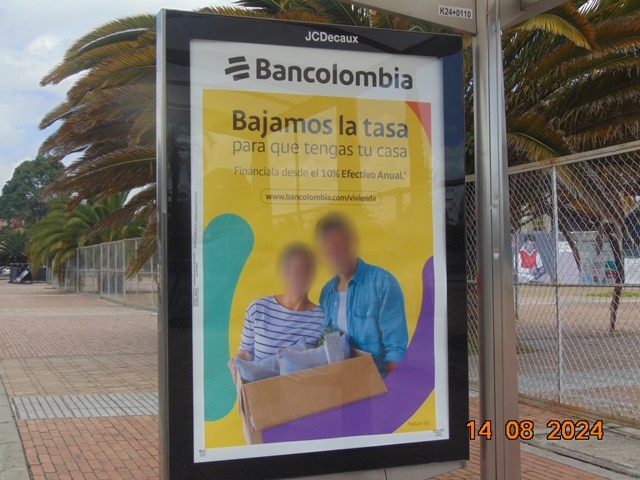 K24+0110
JCDecaux
Bancolombia
Bajamos la tasa
para que tengas tu casa
Financiala desde el 10% Efectivo Anual.*
www.bancolombia.com/vivienda
14 08 2024